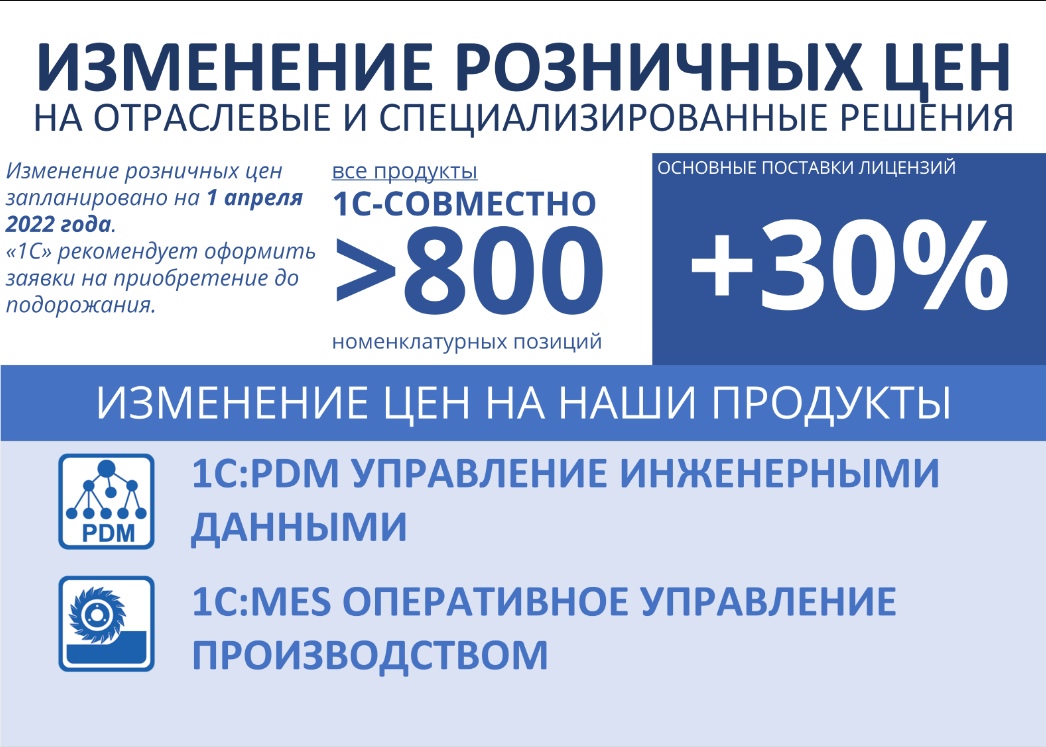 ИЗМЕНЕНИЕ РОЗНИЧНЫХ ЦЕН
НА ОТРАСЛЕВЫЕ И СПЕЦИАЛИЗИРОВАННЫЕ РЕШЕНИЯ
Изменение розничных цен
запланировано на 1 апреля
2022 года.
«1С» рекомендует оформить
заявки на приобретение до
подорожания.
все продукты
1С-СОВМЕСТНО
>800
номенклатурных позиций
ОСНОВНЫЕ ПОСТАВКИ ЛИЦЕНЗИЙ
+30%
ИЗМЕНЕНИЕ ЦЕН НА НАШИ ПРОДУКТЫ
PDM
1С:PDM УПРАВЛЕНИЕ ИНЖЕНЕРНЫМИ
ДАННЫМИ
1С:MES ОПЕРАТИВНОЕ УПРАВЛЕНИЕ
ПРОИЗВОДСТВОМ